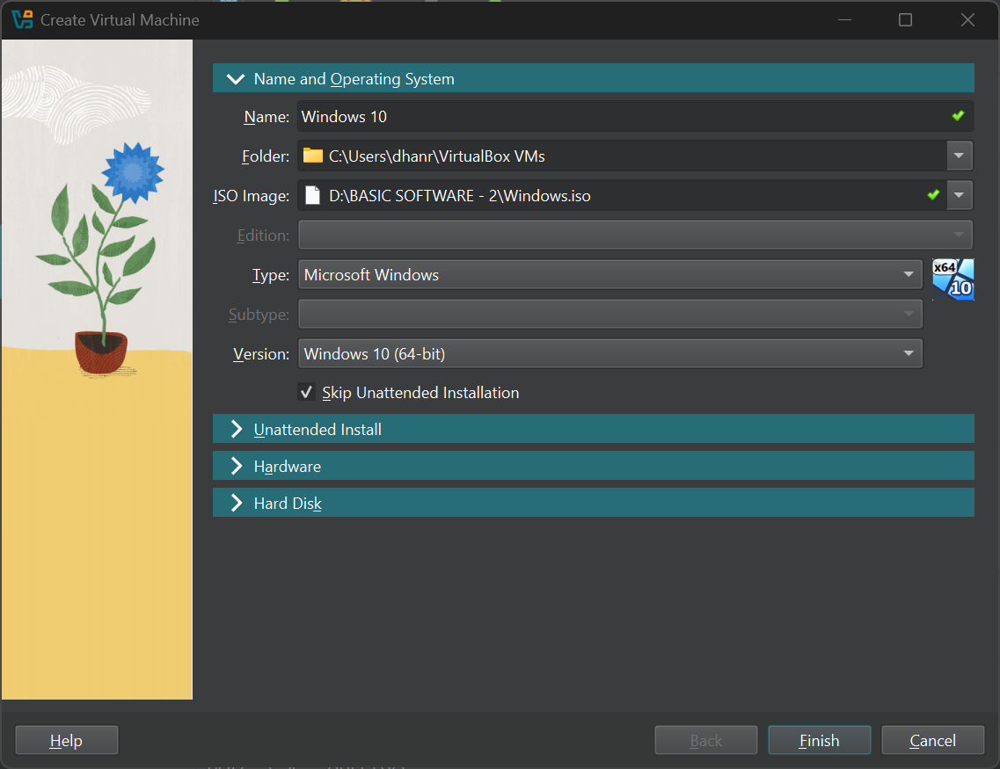 Create Virtual Machine
Name and Operating System
Name: Windows 10
Folder: C:\Users\dhanr\VirtualBox VMs
ISO Image: D:\BASIC SOFTWARE - 2\Windows.iso
Edition:
Type: Microsoft Windows
x64
10
Subtype:
Version: Windows 10 (64-bit)
Skip Unattended Installation
Unattended Install
Hardware
Hard Disk
Help Back Finish Cancel